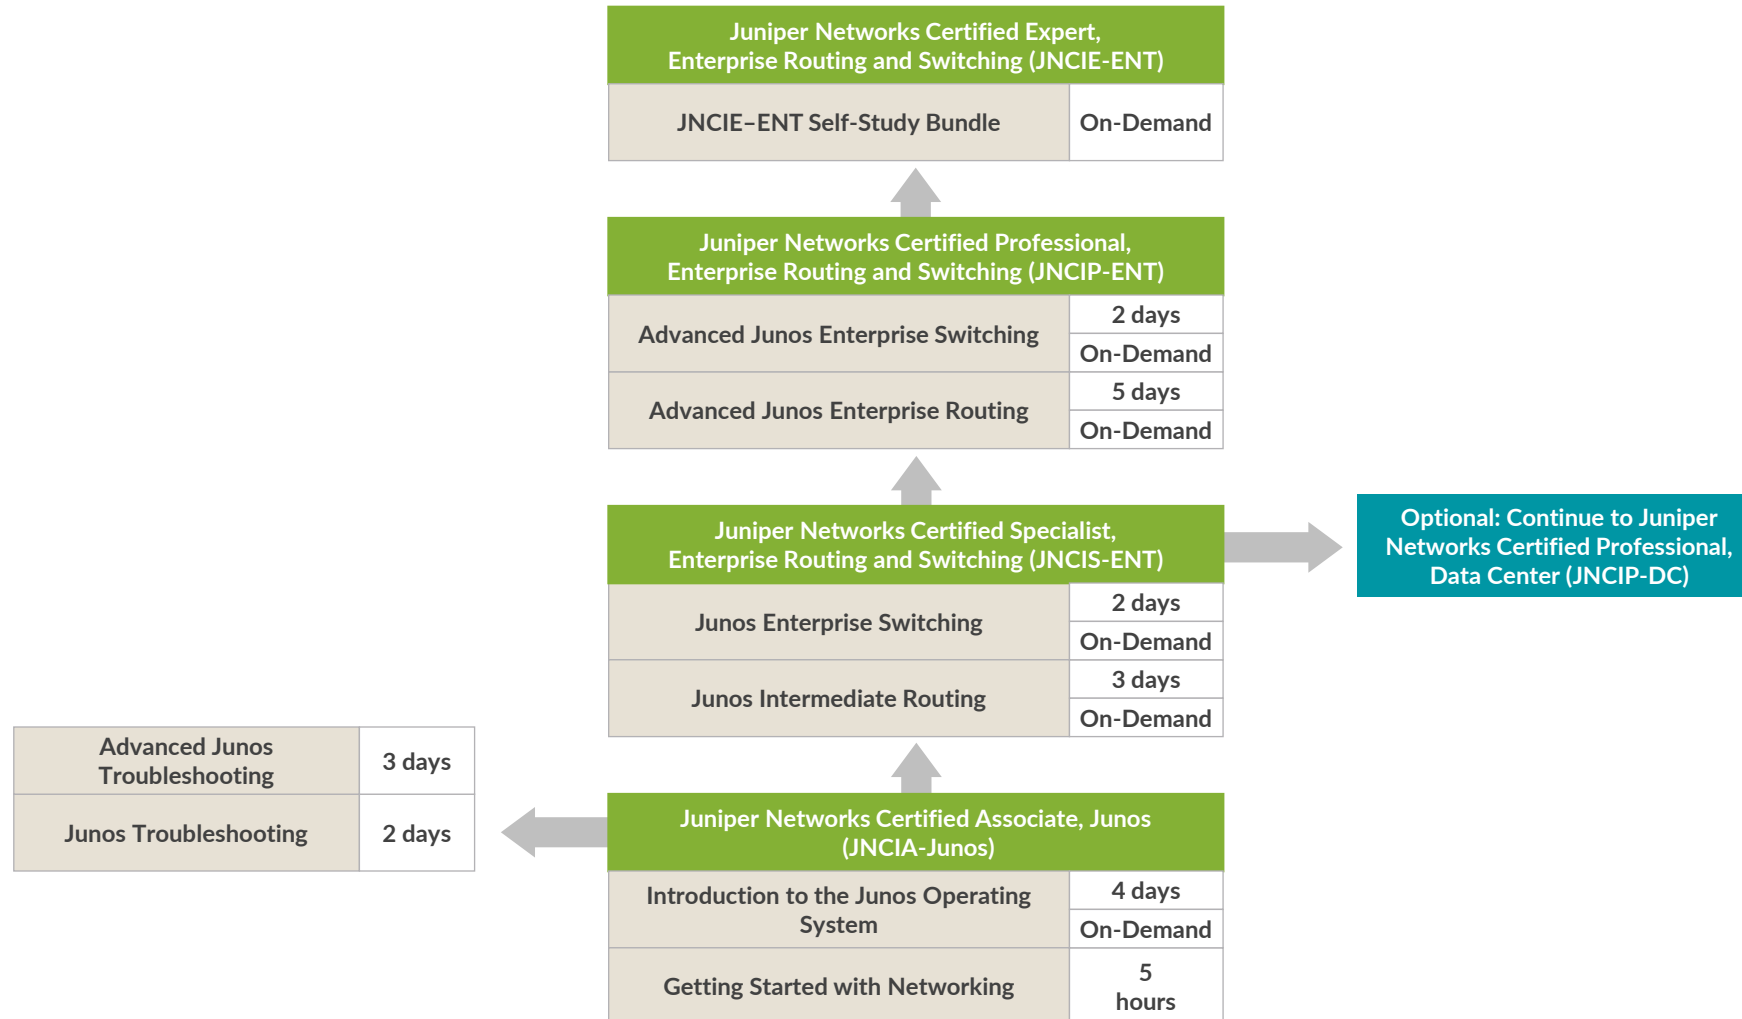 Juniper Networks Certified Expert,
Enterprise Routing and Switching (JNCIE-ENT)
JNCIE–ENT Self-Study Bundle
On-Demand
Juniper Networks Certified Professional,
Enterprise Routing and Switching (JNCIP-ENT)
Advanced Junos Enterprise Switching
2 days
On-Demand
Advanced Junos Enterprise Routing
5 days
On-Demand
Juniper Networks Certified Specialist,
Enterprise Routing and Switching (JNCIS-ENT)
Junos Enterprise Switching
2 days
On-Demand
Junos Intermediate Routing
3 days
On-Demand
Optional: Continue to Juniper
Networks Certified Professional,
Data Center (JNCIP-DC)
Advanced Junos
Troubleshooting
3 days
Junos Troubleshooting
2 days
Juniper Networks Certified Associate, Junos
(JNCIA-Junos)
Introduction to the Junos Operating
System
4 days
On-Demand
Getting Started with Networking
5
hours